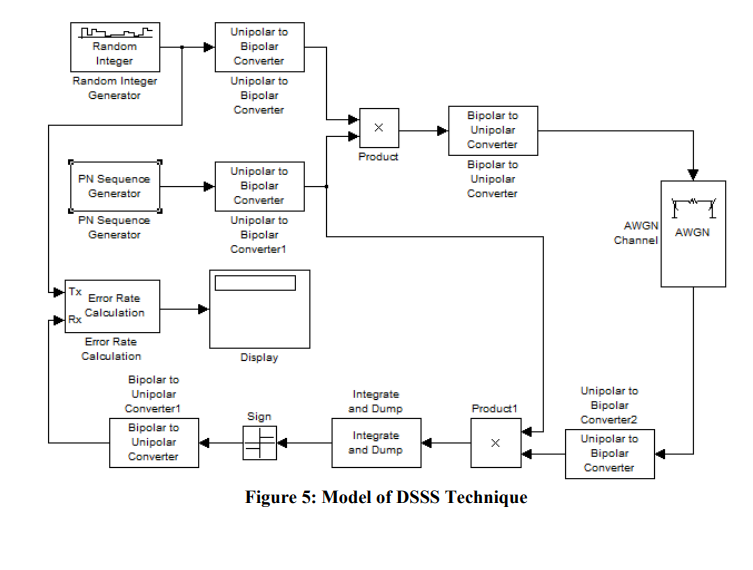 Random
Integer
Random Integer
Generator
Unipolar to
Bipolar
Converter
Unipolar to
Bipolar
Converter
×
Product
Bipolar to
Unipolar
Converter
Bipolar to
Unipolar
Converter
PN Sequence
Generator
PN Sequence
Generator
Unipolar to
Bipolar
Converter
Unipolar to
Bipolar
Converter1
AWGN
Channel
AWGN
Tx
Rx
Error Rate
Calculation
Error Rate
Calculation
Display
Bipolar to
Unipolar
Converter1
Bipolar to
Unipolar
Converter
Sign
Integrate
and Dump
Integrate
and Dump
Product1
×
Unipolar to
Bipolar
Converter2
Unipolar to
Bipolar
Converter
Figure 5: Model of DSSS Technique